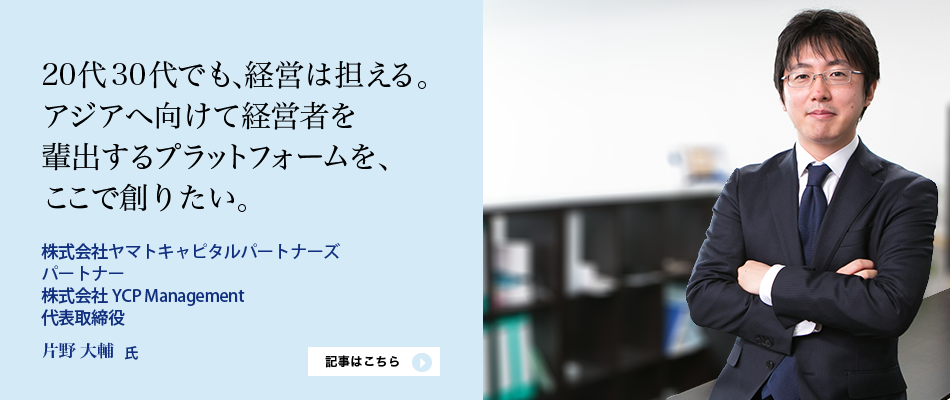 20代30代でも、経営は担える。
アジアへ向けて経営者を
輩出するプラットフォームを、
ここで創りたい。
株式会社ヤマトキャピタルパートナーズ
パートナー
株式会社 YCP Management
代表取締役
片野 大輔 氏
記事はこちら